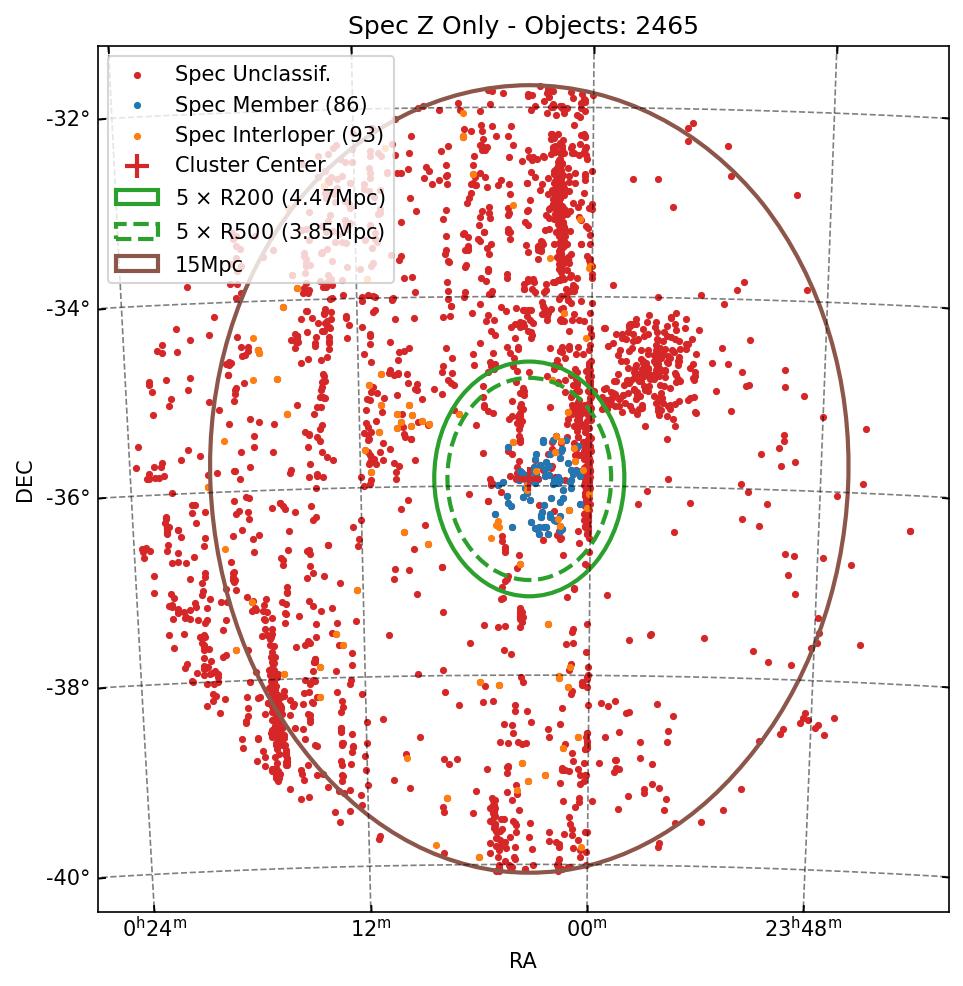 Spec Z Only - Objects: 2465
Spec Unclassif.
Spec Member (86)
Spec Interloper (93)
Cluster Center
5 × R200 (4.47Mpc)
5 × R500 (3.85Mpc)
15Mpc
-32°
-34°
-36°
-38°
-40°
DEC
0ʰ24ᵐ
12ᵐ
00ᵐ
23ʰ48ᵐ
RA